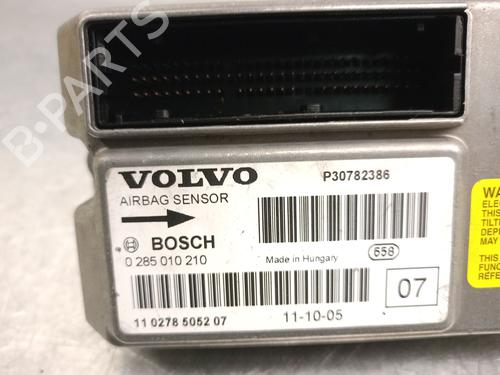 B-PARTS
VOLVO
P30782386
AIRBAG SENSOR
BOSCH
0 285 010 210
Made in Hungary
658
07
11 0278 5052 07
11-10-05
WA
ELE
THIS
TILT
DEP
MAY
THIS
FUNC
REFE